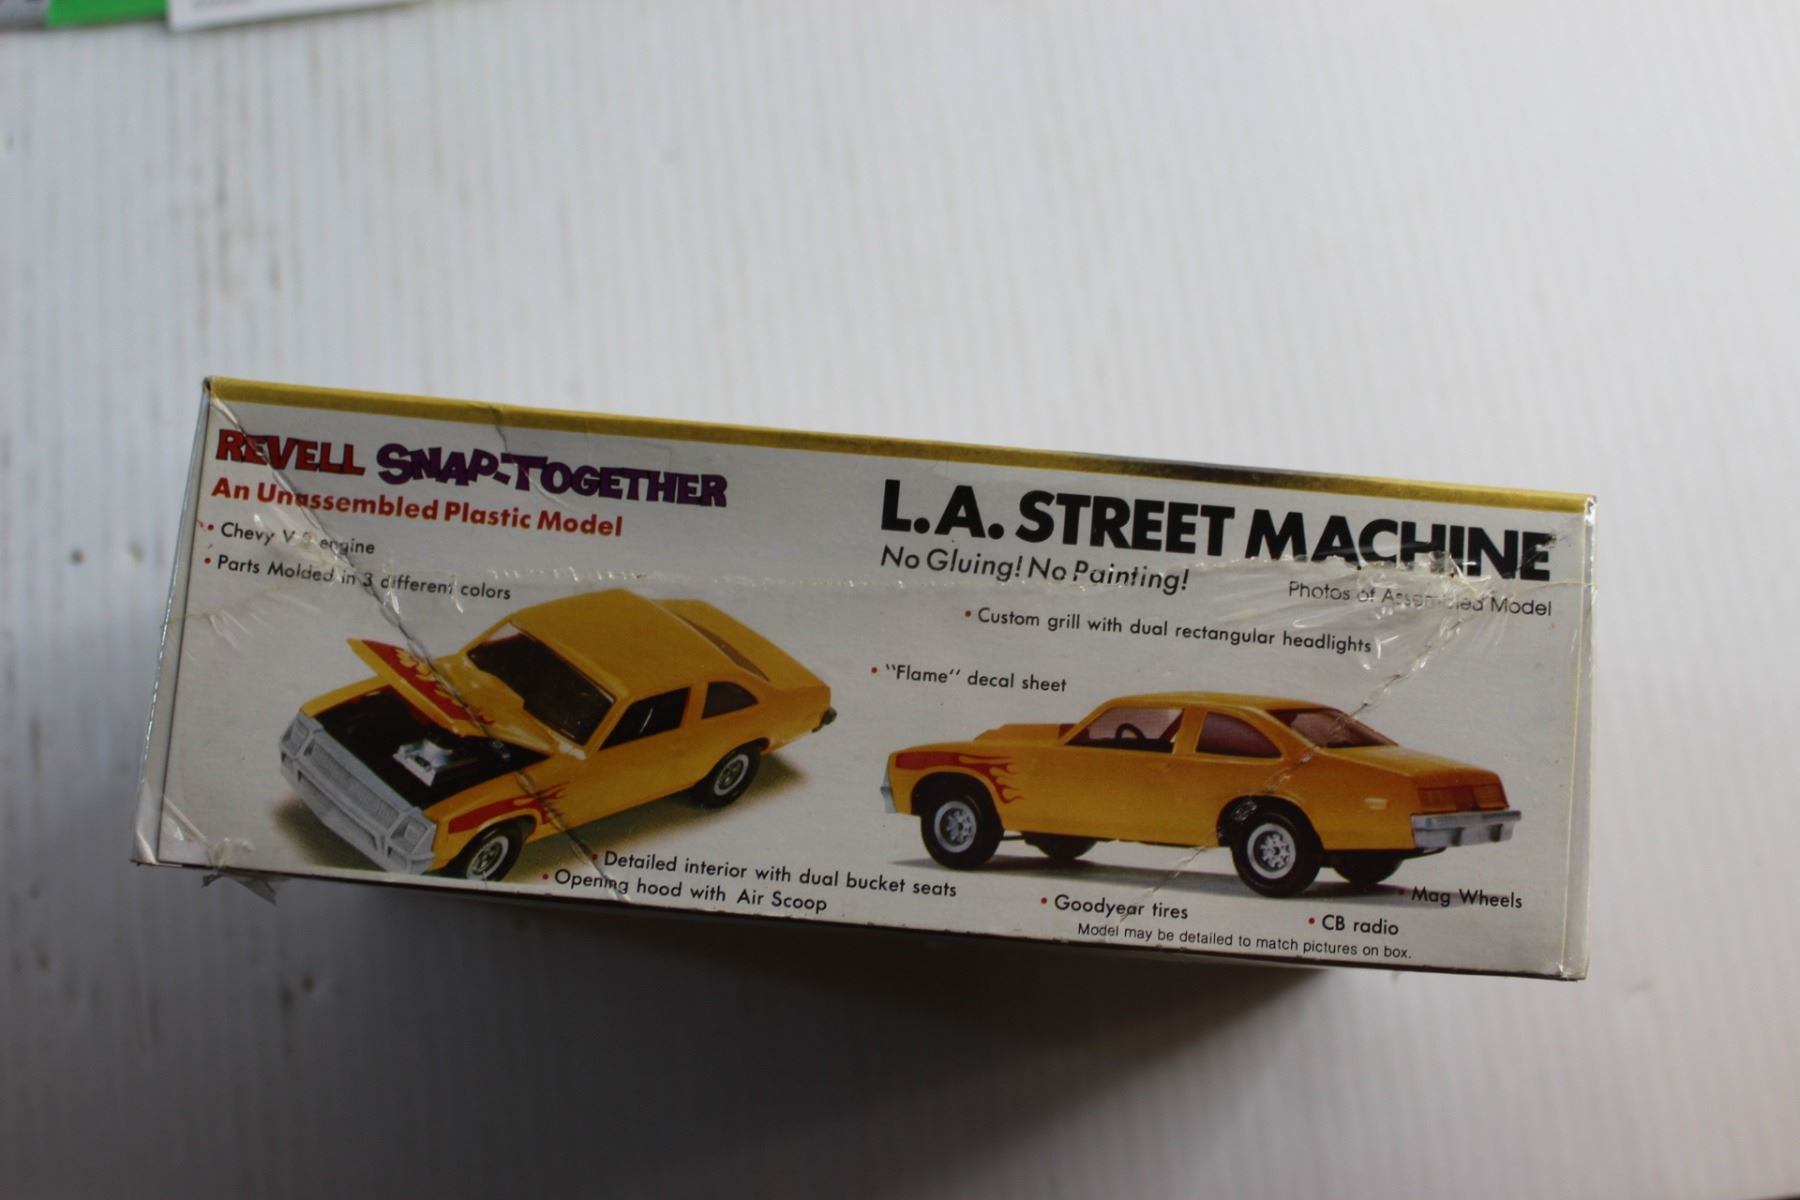 REVELL SNAP-TOGETHER
An Unassembled Plastic Model
• Chevy V-8 engine
• Parts Molded in 3 different colors
L.A. STREET MACHINE
No Gluing! No Painting!
Photos of Assembled Model
• Custom grill with dual rectangular headlights
• "Flame" decal sheet
• Detailed interior with dual bucket seats
• Opening hood with Air Scoop
• Goodyear tires
• Mag Wheels
• CB radio
Model may be detailed to match pictures on box.